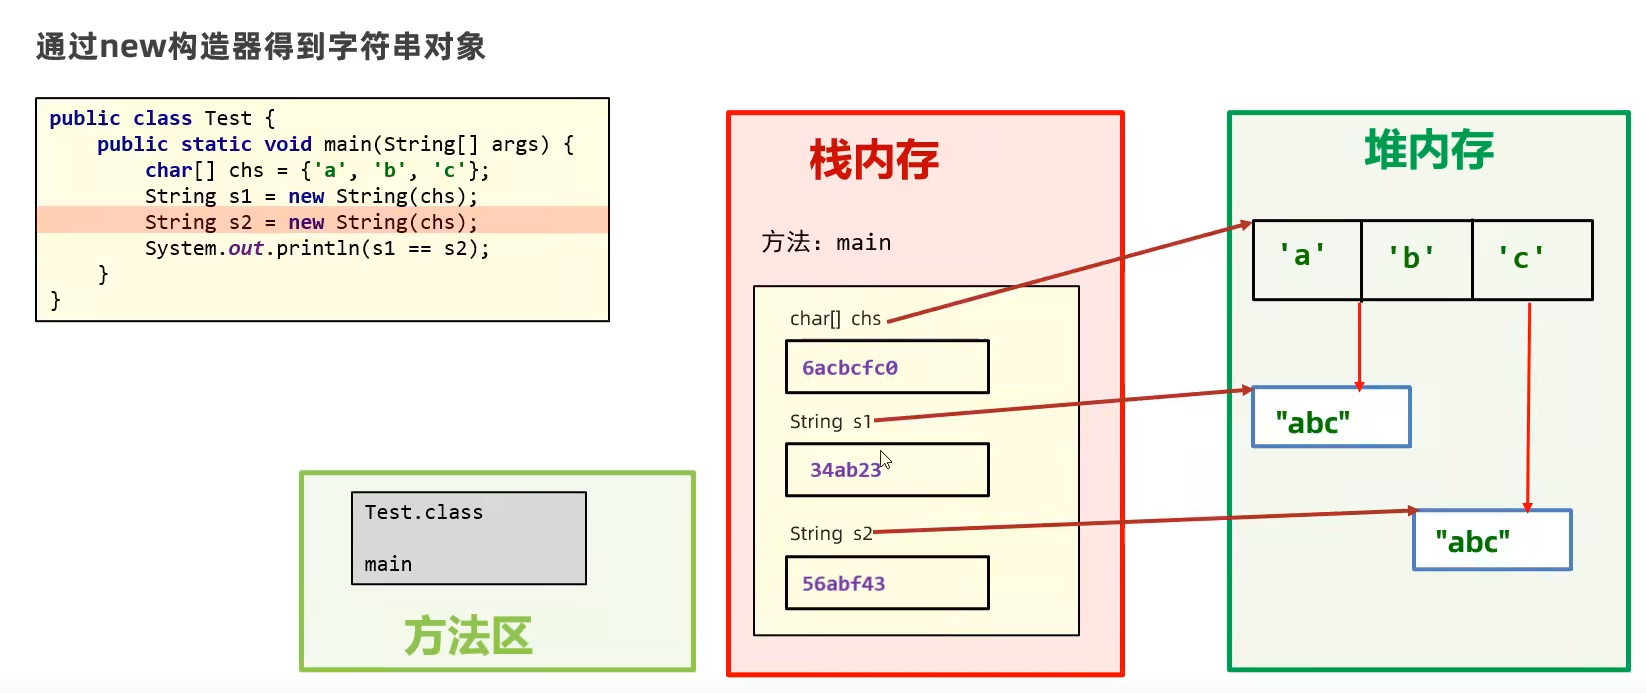 通过new构造器得到字符串对象
public class Test {
    public static void main(String[] args) {
        char[] chs = {'a', 'b', 'c'};
        String s1 = new String(chs);
        String s2 = new String(chs);
        System.out.println(s1 == s2);
    }
}
Test.class
main
方法区
栈内存
方法：main
char[] chs
6acbcfc0
String s1
34ab23
String s2
56abf43
堆内存
'a' 'b' 'c'
"abc"
"abc"